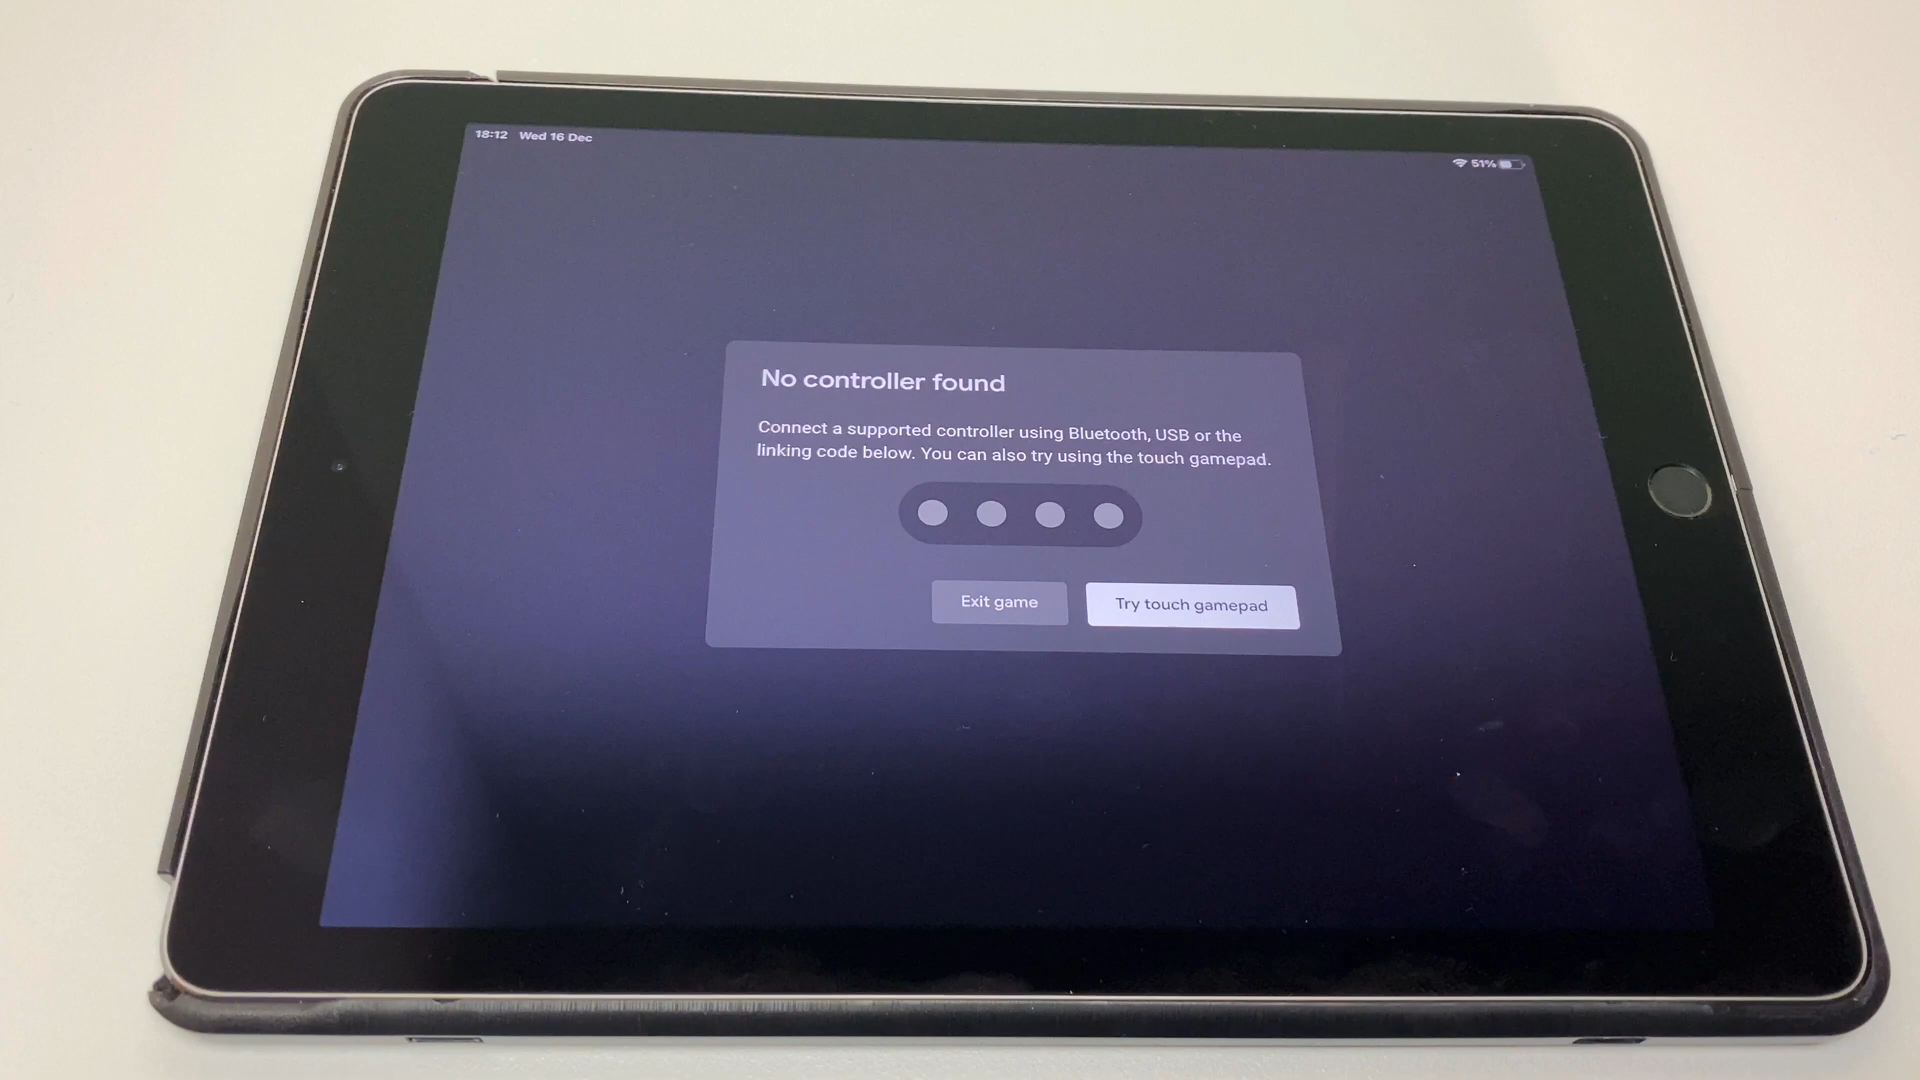 18:12 Wed 16 Dec
51%
No controller found
Connect a supported controller using Bluetooth, USB or the
linking code below. You can also try using the touch gamepad.
Exit game
Try touch gamepad